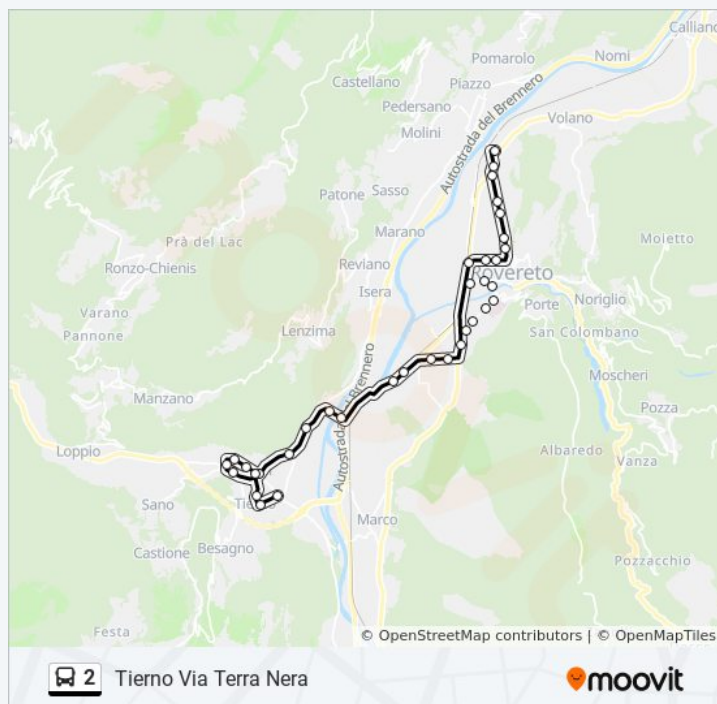 Calliano
Pomarolo
Nomi
Castellano
Piazzo
Pedersano
Volano
Molini
Autostrada del Brennero
Sasso
Patone
Marano
Prà del Lac
Moietto
Ronzo-Chienis
Reviano
Rovereto
Isera
Noriglio
Varano
Porte
Lenzima
Pannone
San Colombano
Moscheri
Manzano
Autostrada del Brennero
Pozza
Loppio
Albaredo
Vanza
Sano
Marco
Castione
Besagno
Pozzacchio
Festa
© OpenStreetMap contributors | © OpenMapTiles
2 Tierno Via Terra Nera
moovit